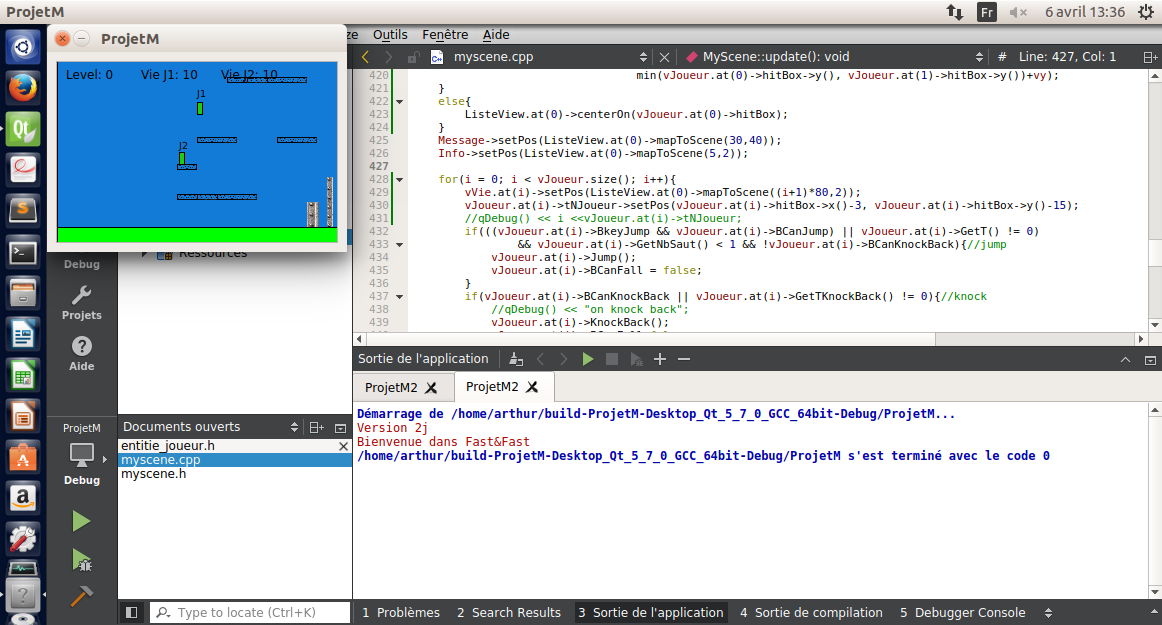 ProjetM
Fr
6 avril 13:36
ProjetM
Level: 0 Vie J1: 10 Vie J2: 10
J1
J2
Outils Fenêtre Aide
myscene.cpp
MyScene::update(): void
# Line: 427, Col: 1
420 min(vJoueur.at(0)->hitBox->y(), vJoueur.at(1)->hitBox->y())+vy);
421 }
422 else{
423 ListeView.at(0)->centerOn(vJoueur.at(0)->hitBox);
424 }
425 Message->setPos(ListeView.at(0)->mapToScene(30,40));
426 Info->setPos(ListeView.at(0)->mapToScene(5,2));
427
428 for(i = 0; i < vJoueur.size(); i++){
429 vVie.at(i)->setPos(ListeView.at(0)->mapToScene((i+1)*80,2));
430 vJoueur.at(i)->tNJoueur->setPos(vJoueur.at(i)->hitBox->x()-3, vJoueur.at(i)->hitBox->y()-15);
431 //qDebug() << i <<vJoueur.at(i)->tNJoueur;
432 if(((vJoueur.at(i)->BkeyJump && vJoueur.at(i)->BCanJump) || vJoueur.at(i)->GetT() != 0)
433 && vJoueur.at(i)->GetNbSaut() < 1 && !vJoueur.at(i)->BCanKnockBack){//jump
434 vJoueur.at(i)->Jump();
435 vJoueur.at(i)->BCanFall = false;
436 }
437 if(vJoueur.at(i)->BCanKnockBack || vJoueur.at(i)->GetTKnockBack() != 0){//knock
438 //qDebug() << "on knock back";
439 vJoueur.at(i)->KnockBack();
Ressources
Debug
Projets
Aide
Sortie de l'application
ProjetM2
ProjetM2
Démarrage de /home/arthur/build-ProjetM-Desktop_Qt_5_7_0_GCC_64bit-Debug/ProjetM...
Version 2j
Bienvenue dans Fast&Fast
/home/arthur/build-ProjetM-Desktop_Qt_5_7_0_GCC_64bit-Debug/ProjetM s'est terminé avec le code 0
ProjetM
Debug
Documents ouverts
entitie_joueur.h
myscene.cpp
myscene.h
Type to locate (Ctrl+K)
1 Problèmes 2 Search Results 3 Sortie de l'application 4 Sortie de compilation 5 Debugger Console